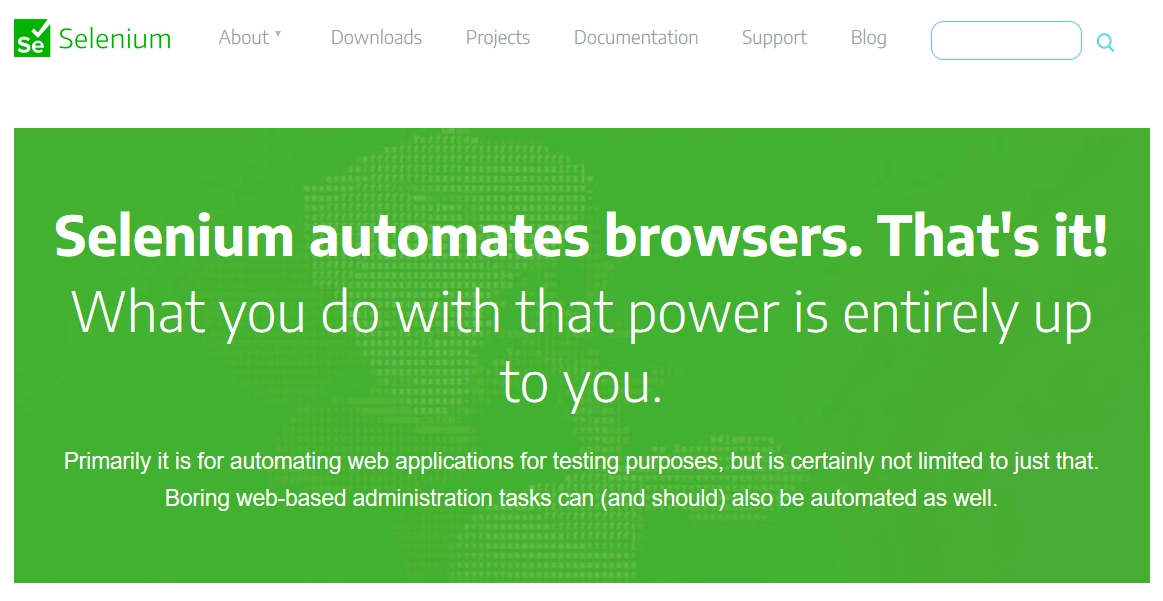 Se Selenium About Downloads Projects Documentation Support Blog
Selenium automates browsers. That's it!
What you do with that power is entirely up
to you.
Primarily it is for automating web applications for testing purposes, but is certainly not limited to just that.
Boring web-based administration tasks can (and should) also be automated as well.